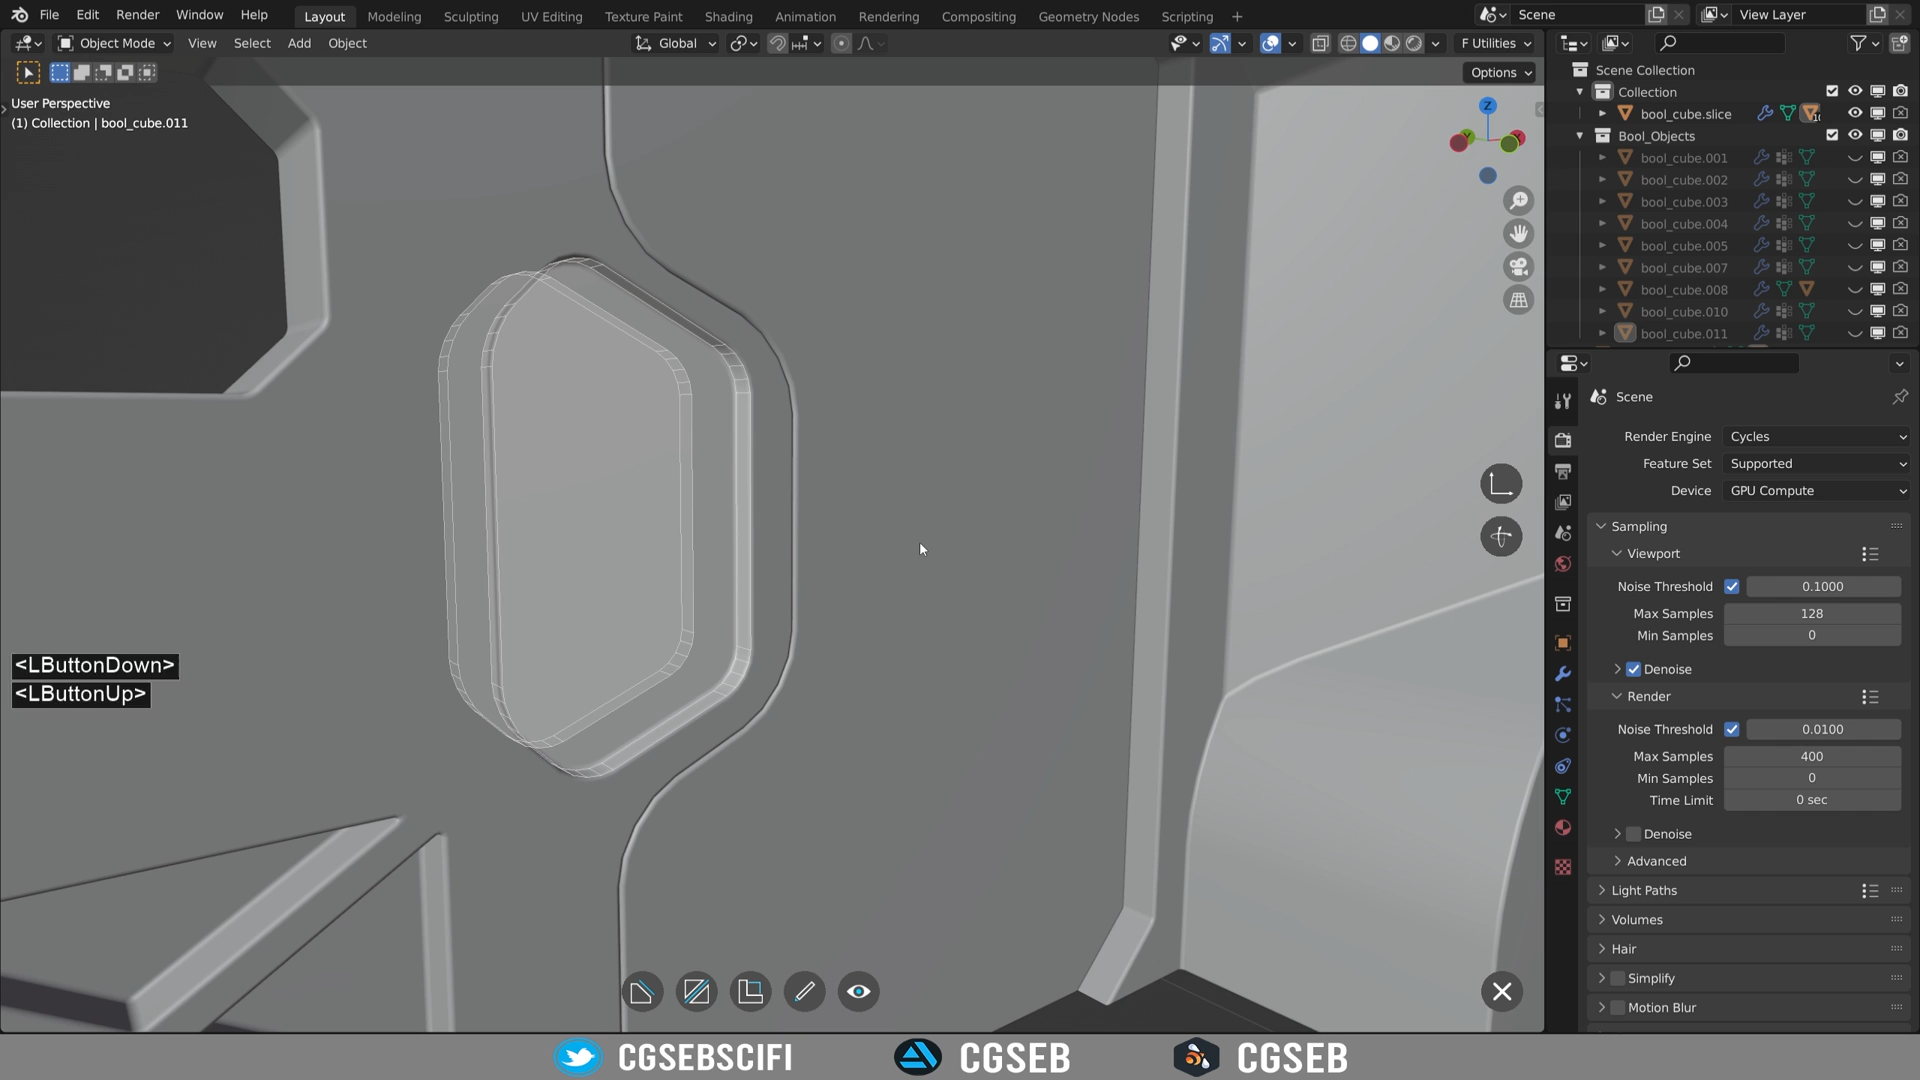 File Edit Render Window Help Layout Modeling Sculpting UV Editing Texture Paint Shading Animation Rendering Compositing Geometry Nodes Scripting + Scene View Layer
Object Mode View Select Add Object Global F Utilities
Options
User Perspective
(1) Collection | bool_cube.011
Z
<LButtonDown>
<LButtonUp>
Scene Collection
Collection
bool_cube.slice
Bool_Objects
bool_cube.001
bool_cube.002
bool_cube.003
bool_cube.004
bool_cube.005
bool_cube.007
bool_cube.008
bool_cube.010
bool_cube.011
Scene
Render Engine Cycles
Feature Set Supported
Device GPU Compute
Sampling
Viewport
Noise Threshold 0.1000
Max Samples 128
Min Samples 0
Denoise
Render
Noise Threshold 0.0100
Max Samples 400
Min Samples 0
Time Limit 0 sec
Denoise
Advanced
Light Paths
Volumes
Hair
Simplify
Motion Blur
CGSEBSCIFI CGSEB CGSEB